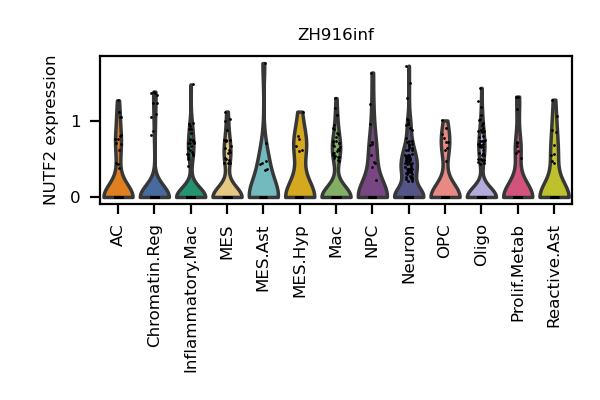 ZH916inf
NUTF2 expression
1
0
AC
Chromatin.Reg
Inflammatory.Mac
MES
MES.Ast
MES.Hyp
Mac
NPC
Neuron
OPC
Oligo
Prolif.Metab
Reactive.Ast